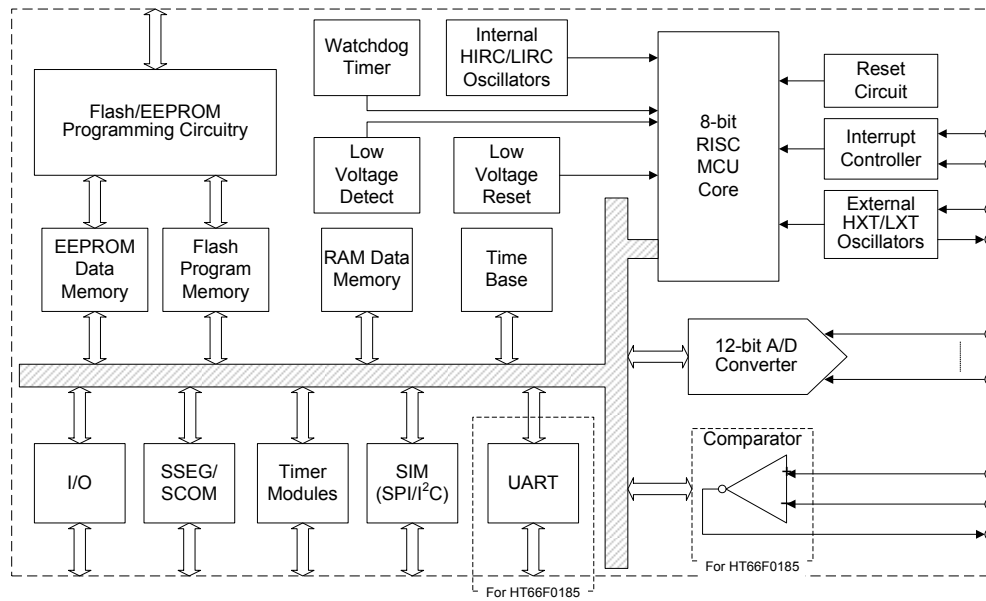 Flash/EEPROM
Programming Circuitry
Watchdog
Timer
Internal
HIRC/LIRC
Oscillators
8-bit
RISC
MCU
Core
Reset
Circuit
Low
Voltage
Detect
Low
Voltage
Reset
Interrupt
Controller
External
HXT/LXT
Oscillators
EEPROM
Data
Memory
Flash
Program
Memory
RAM Data
Memory
Time
Base
12-bit A/D
Converter
I/O
SSEG/
SCOM
Timer
Modules
SIM
(SPI/I²C)
UART
For HT66F0185
Comparator
+
-
For HT66F0185